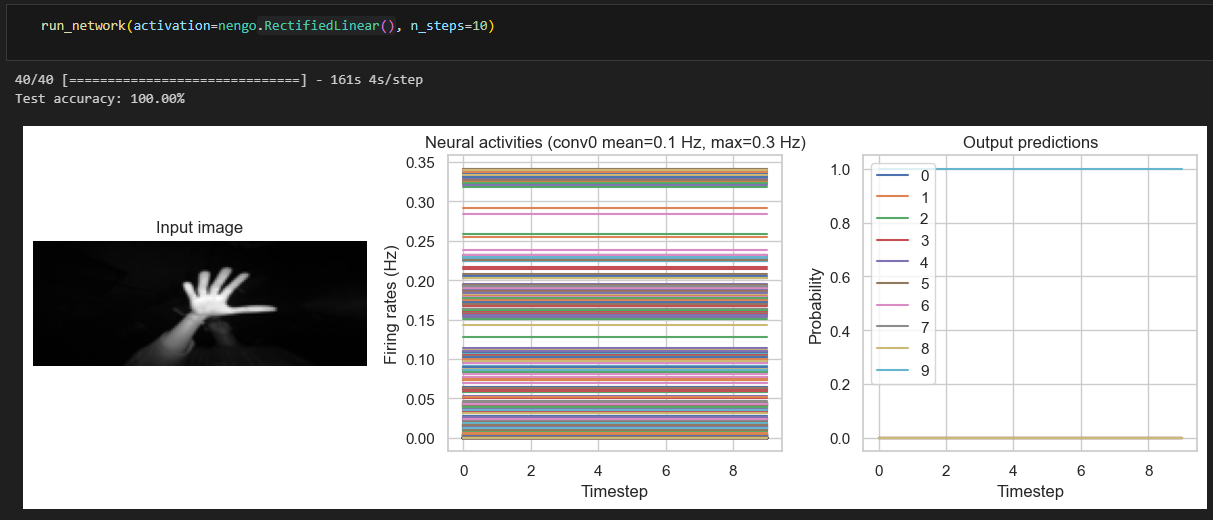 run_network(activation=nengo.RectifiedLinear(), n_steps=10)
40/40 [==============================] - 161s 4s/step
Test accuracy: 100.00%
Input image
Neural activities (conv0 mean=0.1 Hz, max=0.3 Hz)
Firing rates (Hz)
0.35
0.30
0.25
0.20
0.15
0.10
0.05
0.00
0 2 4 6 8
Timestep
Output predictions
Probability
1.0
0.8
0.6
0.4
0.2
0.0
0
1
2
3
4
5
6
7
8
9
0 2 4 6 8
Timestep